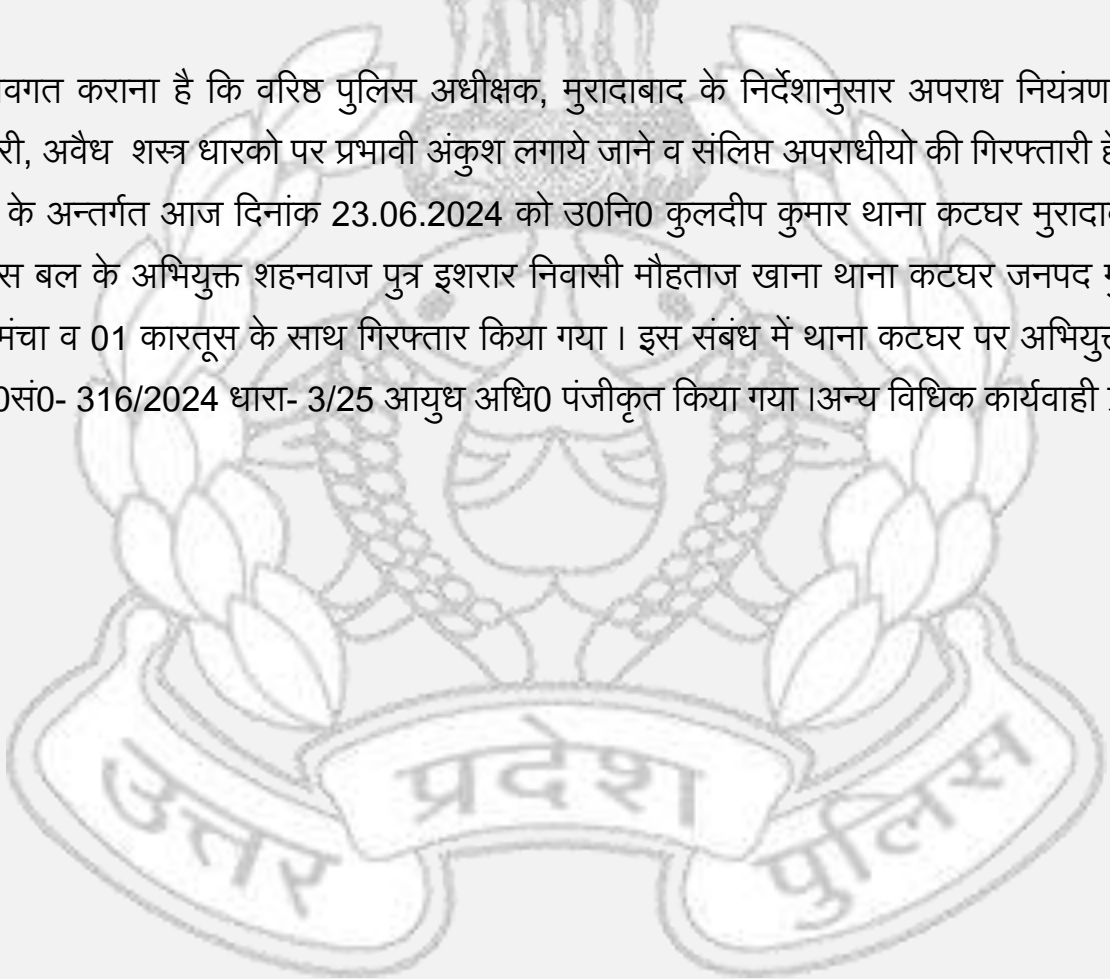 वगत कराना है कि वरिष्ठ पुलिस अधीक्षक, मुरादाबाद के निर्देशानुसार अपराध नियंत्रण
री, अवैध शस्त्र धारको पर प्रभावी अंकुश लगाये जाने व संलिप्त अपराधीयो की गिरफ्तारी हे
के अन्तर्गत आज दिनांक 23.06.2024 को उ0नि0 कुलदीप कुमार थाना कटघर मुरादाब
स बल के अभियुक्त शहनवाज पुत्र इशरार निवासी मौहताज खाना थाना कटघर जनपद मु
मंचा व 01 कारतूस के साथ गिरफ्तार किया गया । इस संबंध में थाना कटघर पर अभियुक्त
0सं0- 316/2024 धारा- 3/25 आयुध अधि0 पंजीकृत किया गया ।अन्य विधिक कार्यवाही
उत्तर प्रदेश पुलिस